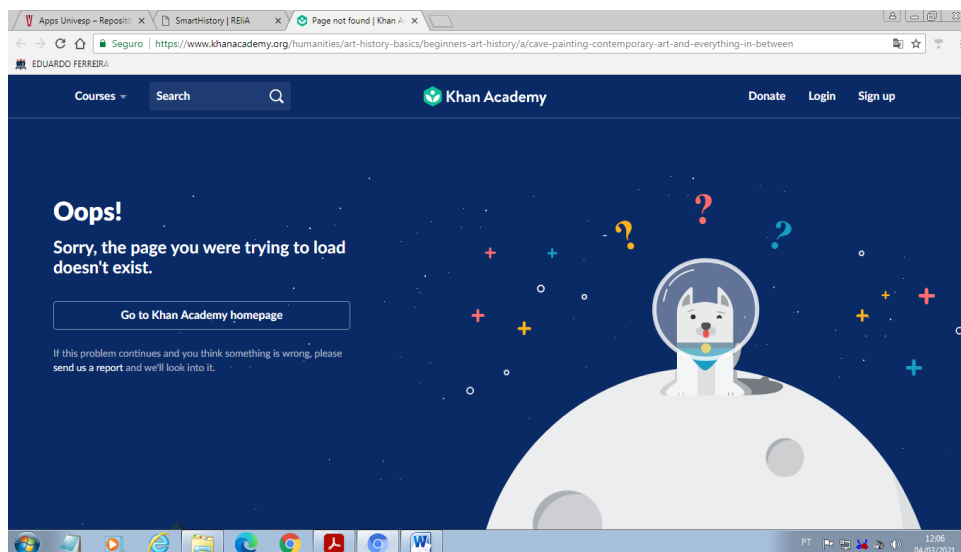 Apps Univesp – Repositó
SmartHistory | RELiA
Page not found | Khan Ac
Seguro
https://www.khanacademy.org/humanities/art-history-basics/beginners-art-history/a/cave-painting-contemporary-art-and-everything-in-between
EDUARDO FERREIRA
Courses
Search
Khan Academy
Donate
Login
Sign up
Oops!
Sorry, the page you were trying to load
doesn't exist.
Go to Khan Academy homepage
If this problem continues and you think something is wrong, please
send us a report and we'll look into it.
? ? ?
PT
12:06
04/03/2021